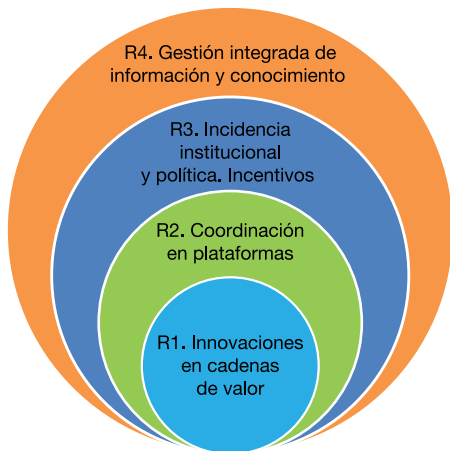 R4. Gestión integrada de
información y conocimiento
R3. Incidencia
institucional
y política. Incentivos
R2. Coordinación
en plataformas
R1. Innovaciones
en cadenas
de valor